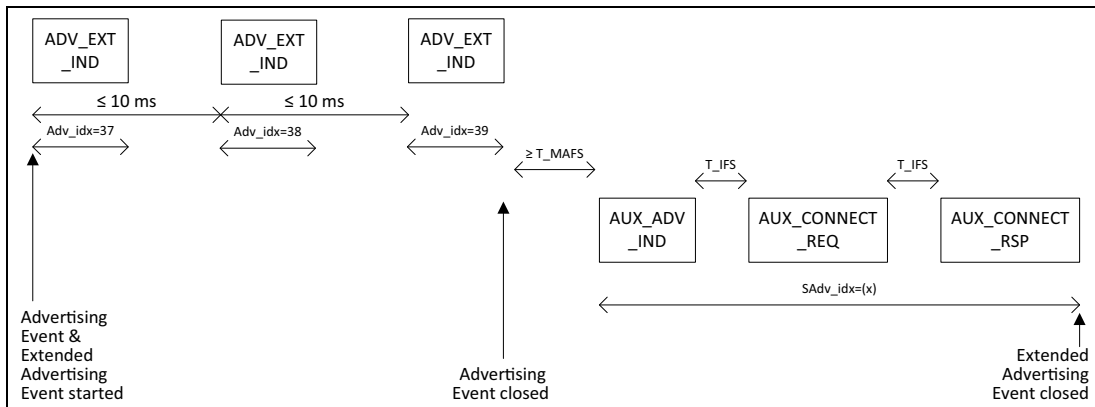 ADV_EXT
_IND
ADV_EXT
_IND
ADV_EXT
_IND
≤ 10 ms
≤ 10 ms
Adv_idx=37
Adv_idx=38
Adv_idx=39
≥ T_MAFS
T_IFS
T_IFS
AUX_ADV
_IND
AUX_CONNECT
_REQ
AUX_CONNECT
_RSP
SAdv_idx=(x)
Advertising
Event &
Extended
Advertising
Event started
Advertising
Event closed
Extended
Advertising
Event closed